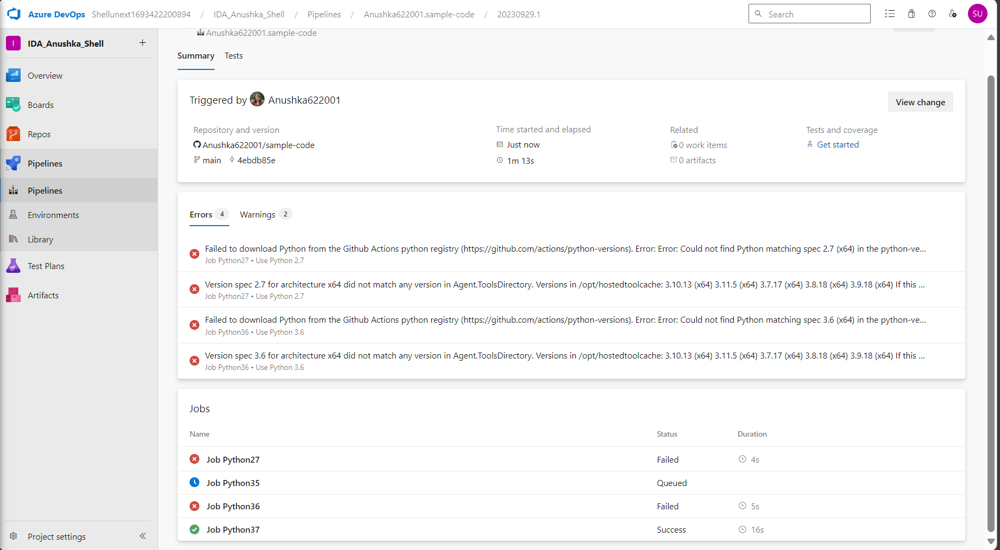 Azure DevOps Shellunext1693422200894 / IDA_Anushka_Shell / Pipelines / Anushka622001.sample-code / 20230929.1
Search
SU
I IDA_Anushka_Shell +
Overview
Boards
Repos
Pipelines
Pipelines
Environments
Library
Test Plans
Artifacts
Project settings
Anushka622001.sample-code
Summary Tests
Triggered by Anushka622001
View change
Repository and version
Anushka622001/sample-code
main 4ebdb85e
Time started and elapsed
Just now
1m 13s
Related
0 work items
0 artifacts
Tests and coverage
Get started
Errors 4 Warnings 2
Failed to download Python from the Github Actions python registry (https://github.com/actions/python-versions). Error: Error: Could not find Python matching spec 2.7 (x64) in the python-ve...
Job Python27 • Use Python 2.7
Version spec 2.7 for architecture x64 did not match any version in Agent.ToolsDirectory. Versions in /opt/hostedtoolcache: 3.10.13 (x64) 3.11.5 (x64) 3.7.17 (x64) 3.8.18 (x64) 3.9.18 (x64) If this ...
Job Python27 • Use Python 2.7
Failed to download Python from the Github Actions python registry (https://github.com/actions/python-versions). Error: Error: Could not find Python matching spec 3.6 (x64) in the python-ve...
Job Python36 • Use Python 3.6
Version spec 3.6 for architecture x64 did not match any version in Agent.ToolsDirectory. Versions in /opt/hostedtoolcache: 3.10.13 (x64) 3.11.5 (x64) 3.7.17 (x64) 3.8.18 (x64) 3.9.18 (x64) If this ...
Job Python36 • Use Python 3.6
Jobs
Name Status Duration
Job Python27 Failed 4s
Job Python35 Queued
Job Python36 Failed 5s
Job Python37 Success 16s